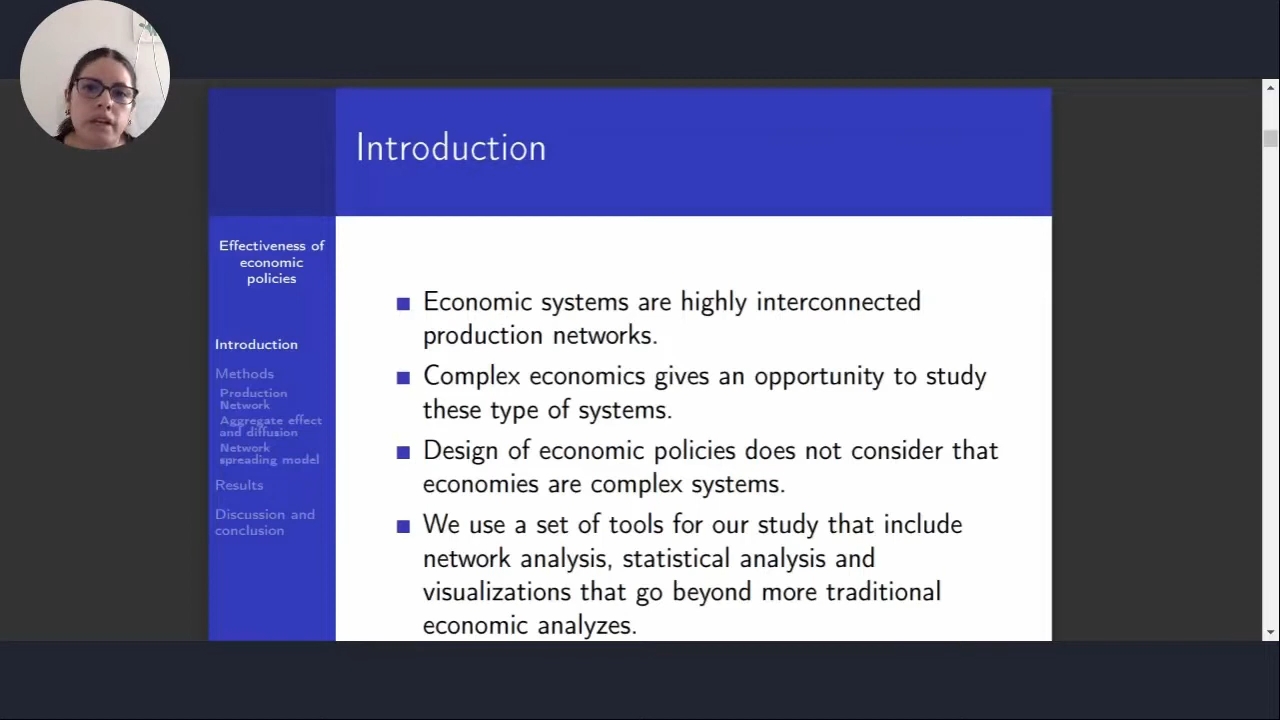 Introduction
Effectiveness of
economic
policies
Introduction
Methods
Production
Network
Aggregate effect
and diffusion
Network
spreading model
Results
Discussion and
conclusion
Economic systems are highly interconnected
production networks.
Complex economics gives an opportunity to study
these type of systems.
Design of economic policies does not consider that
economies are complex systems.
We use a set of tools for our study that include
network analysis, statistical analysis and
visualizations that go beyond more traditional
economic analyzes.